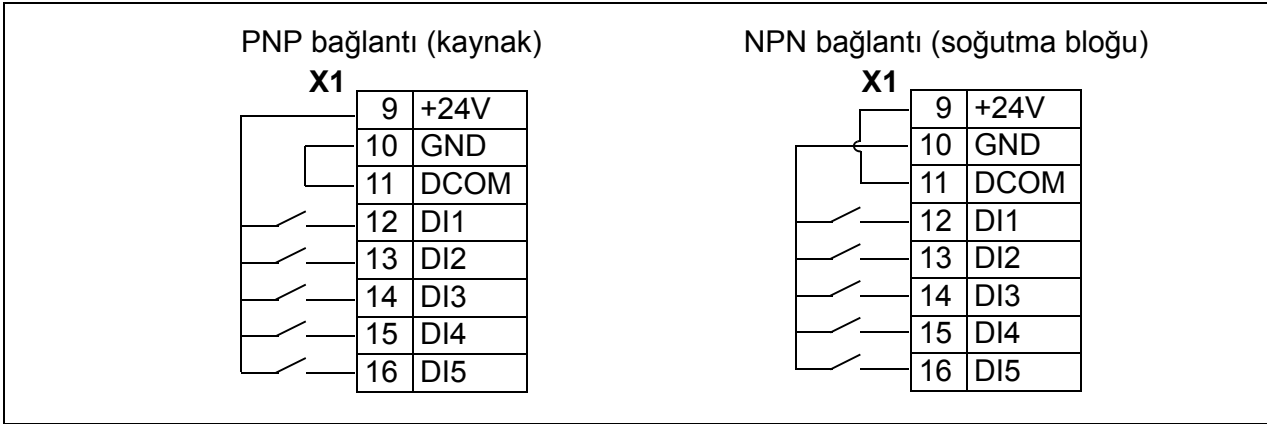 PNP bağlantı (kaynak)
X1
9 +24V
10 GND
11 DCOM
12 DI1
13 DI2
14 DI3
15 DI4
16 DI5
NPN bağlantı (soğutma bloğu)
X1
9 +24V
10 GND
11 DCOM
12 DI1
13 DI2
14 DI3
15 DI4
16 DI5